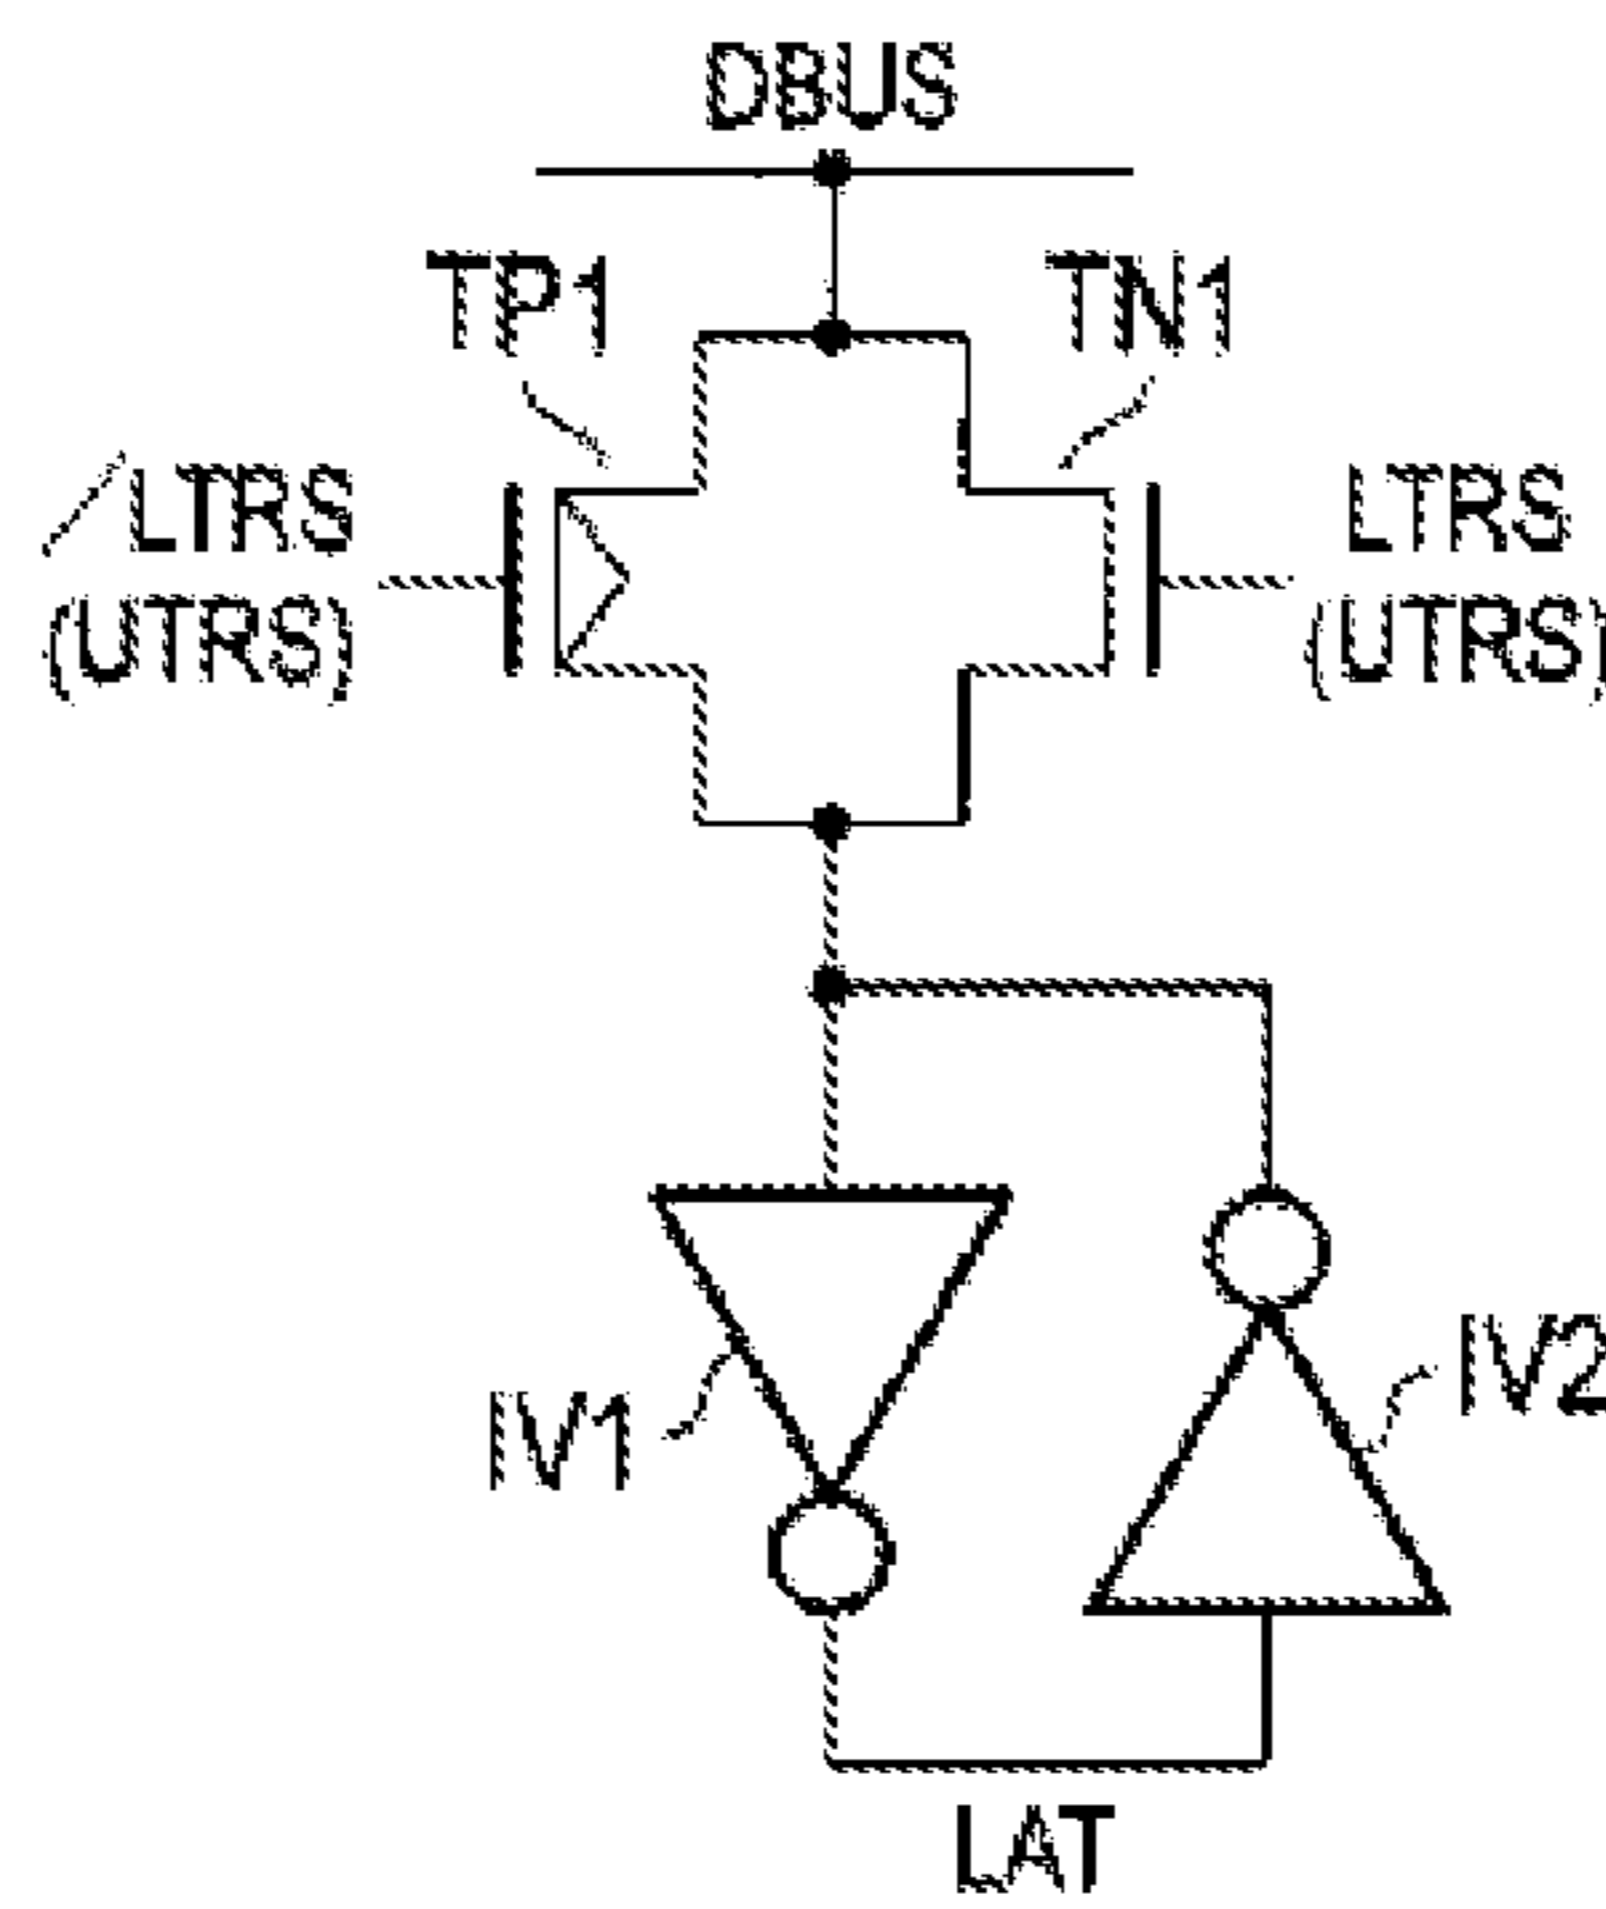 DBUS
TP1
TN1
/LTRS
(UTRS)
LTRS
(UTRS)
IV1
IV2
LAT